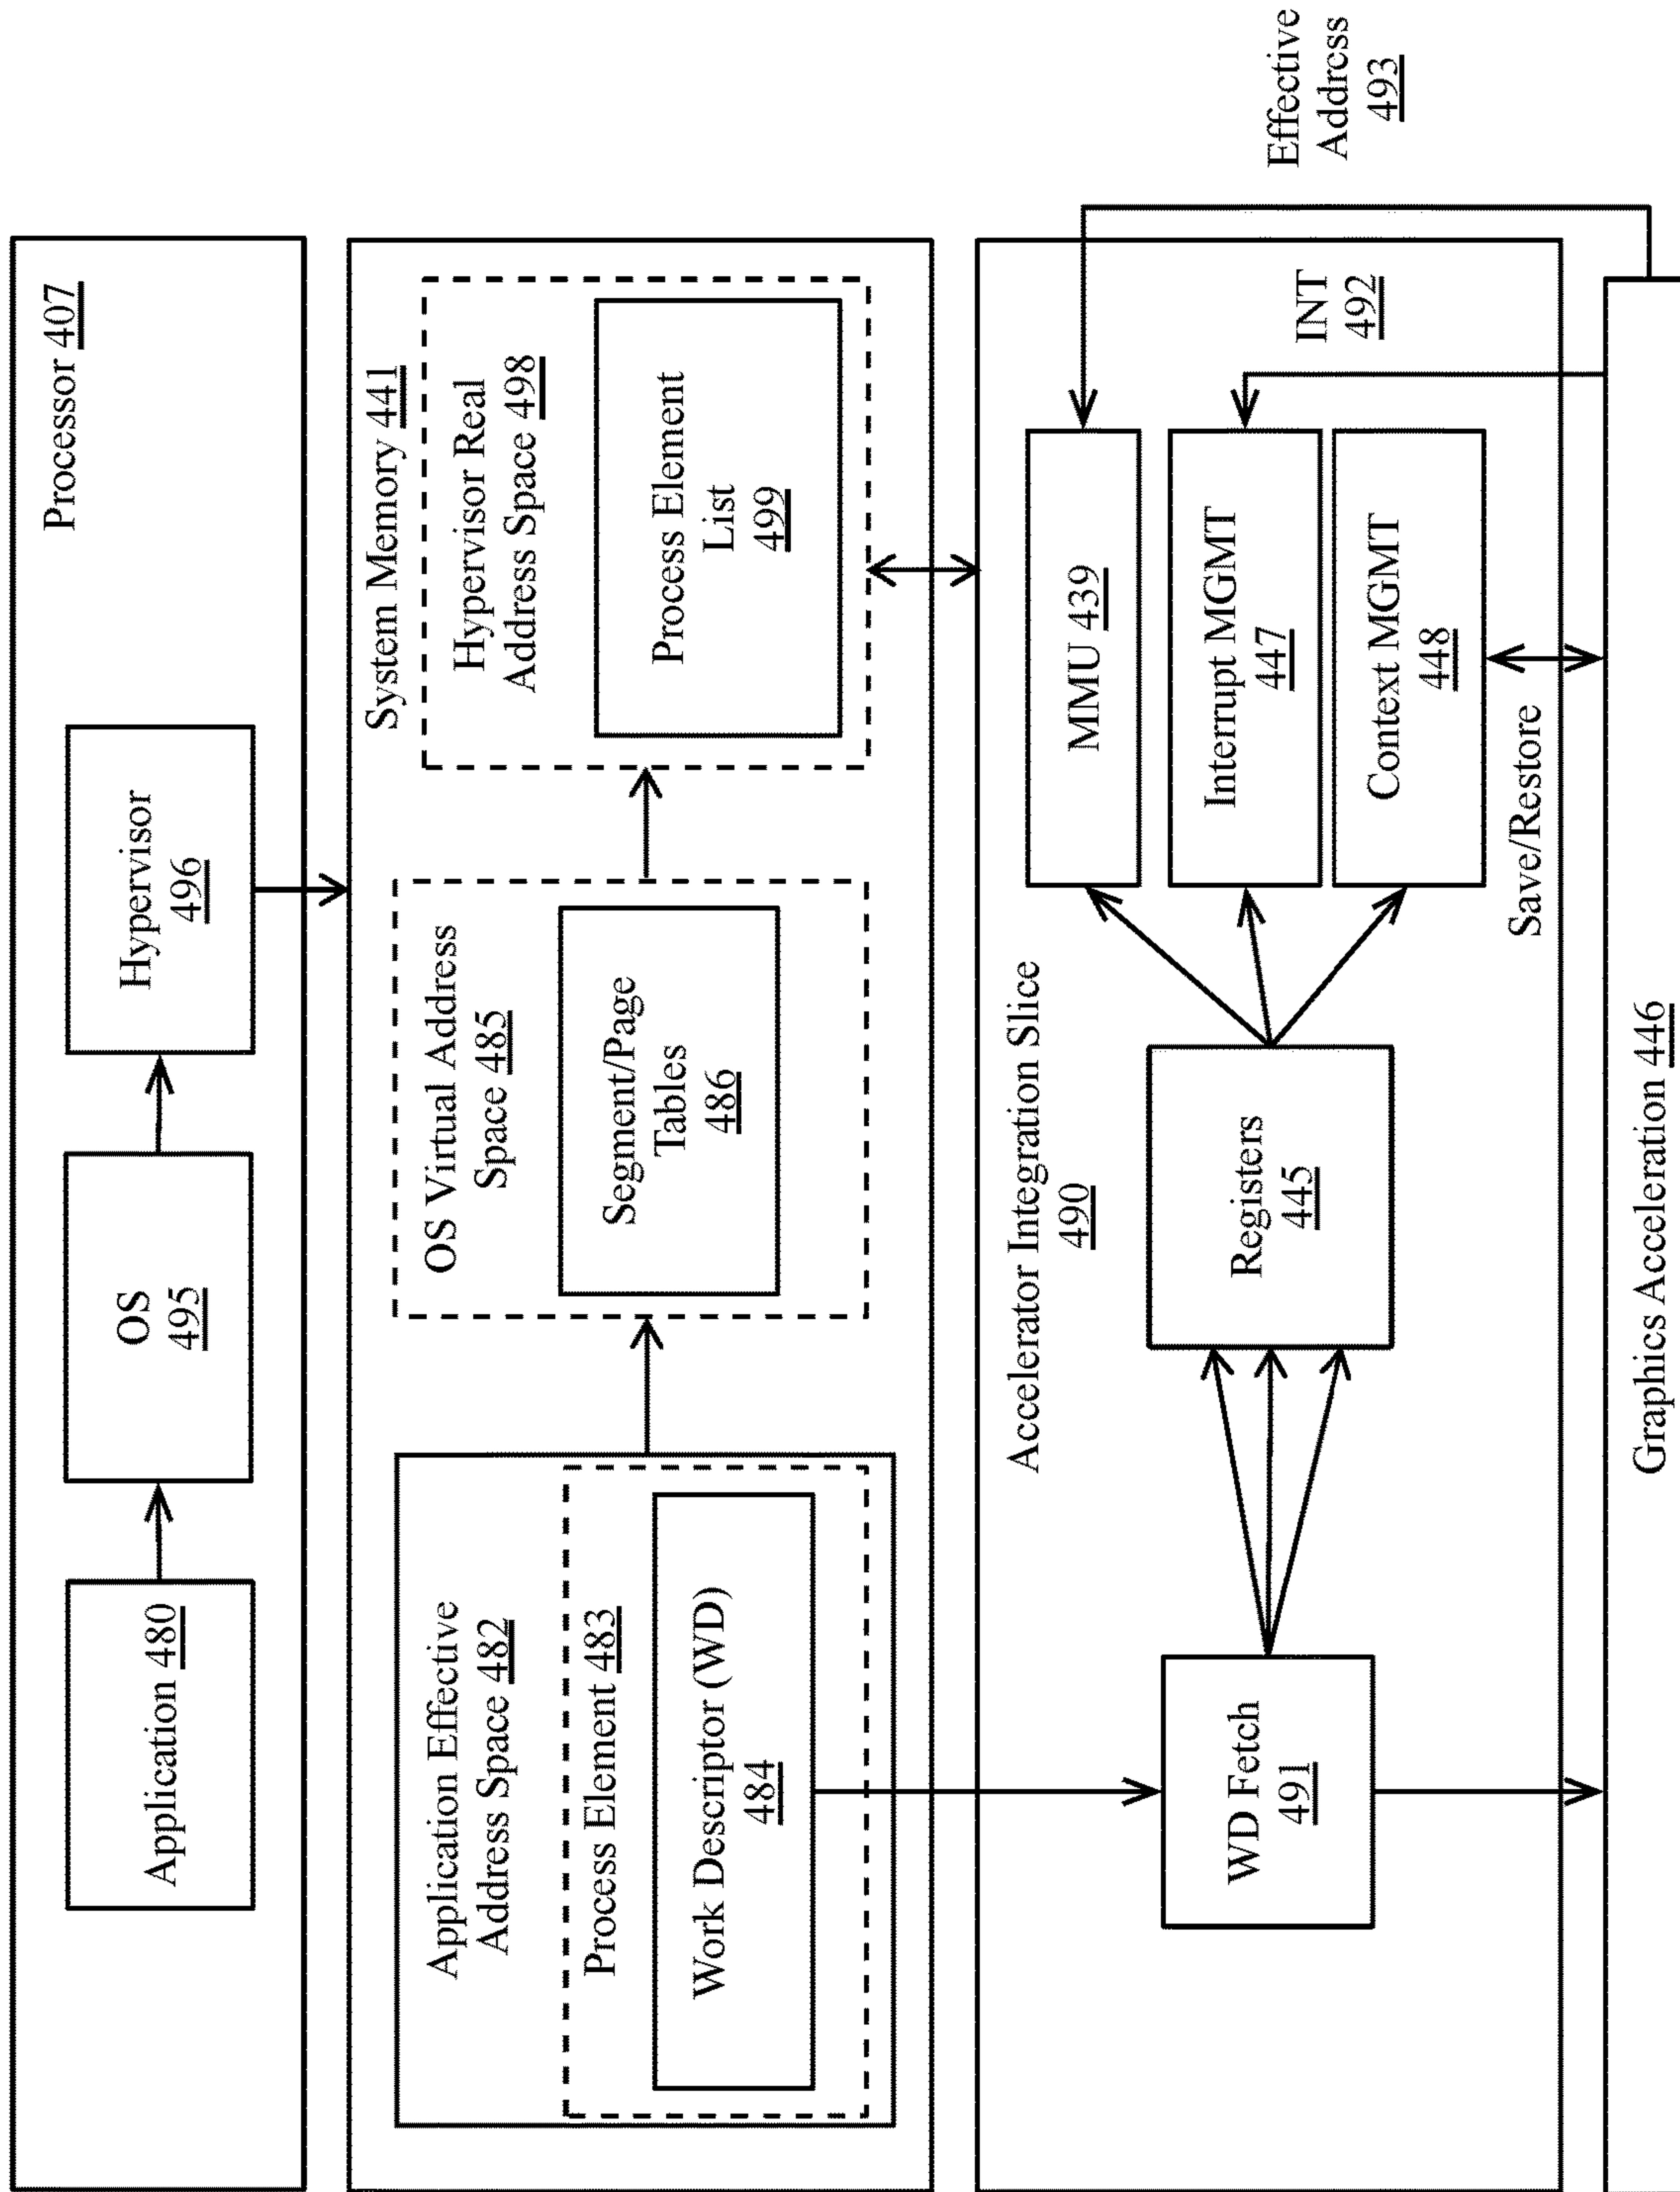 Processor 407
Application 480
OS
495
Hypervisor
496
System Memory 441
Application Effective
Address Space 482
Process Element 483
Work Descriptor (WD)
484
OS Virtual Address
Space 485
Segment/Page
Tables
486
Hypervisor Real
Address Space 498
Process Element
List
499
Accelerator Integration Slice
490
WD Fetch
491
Registers
445
MMU 439
Interrupt MGMT
447
Context MGMT
448
INT
492
Effective
Address
493
Save/Restore
Graphics Acceleration 446